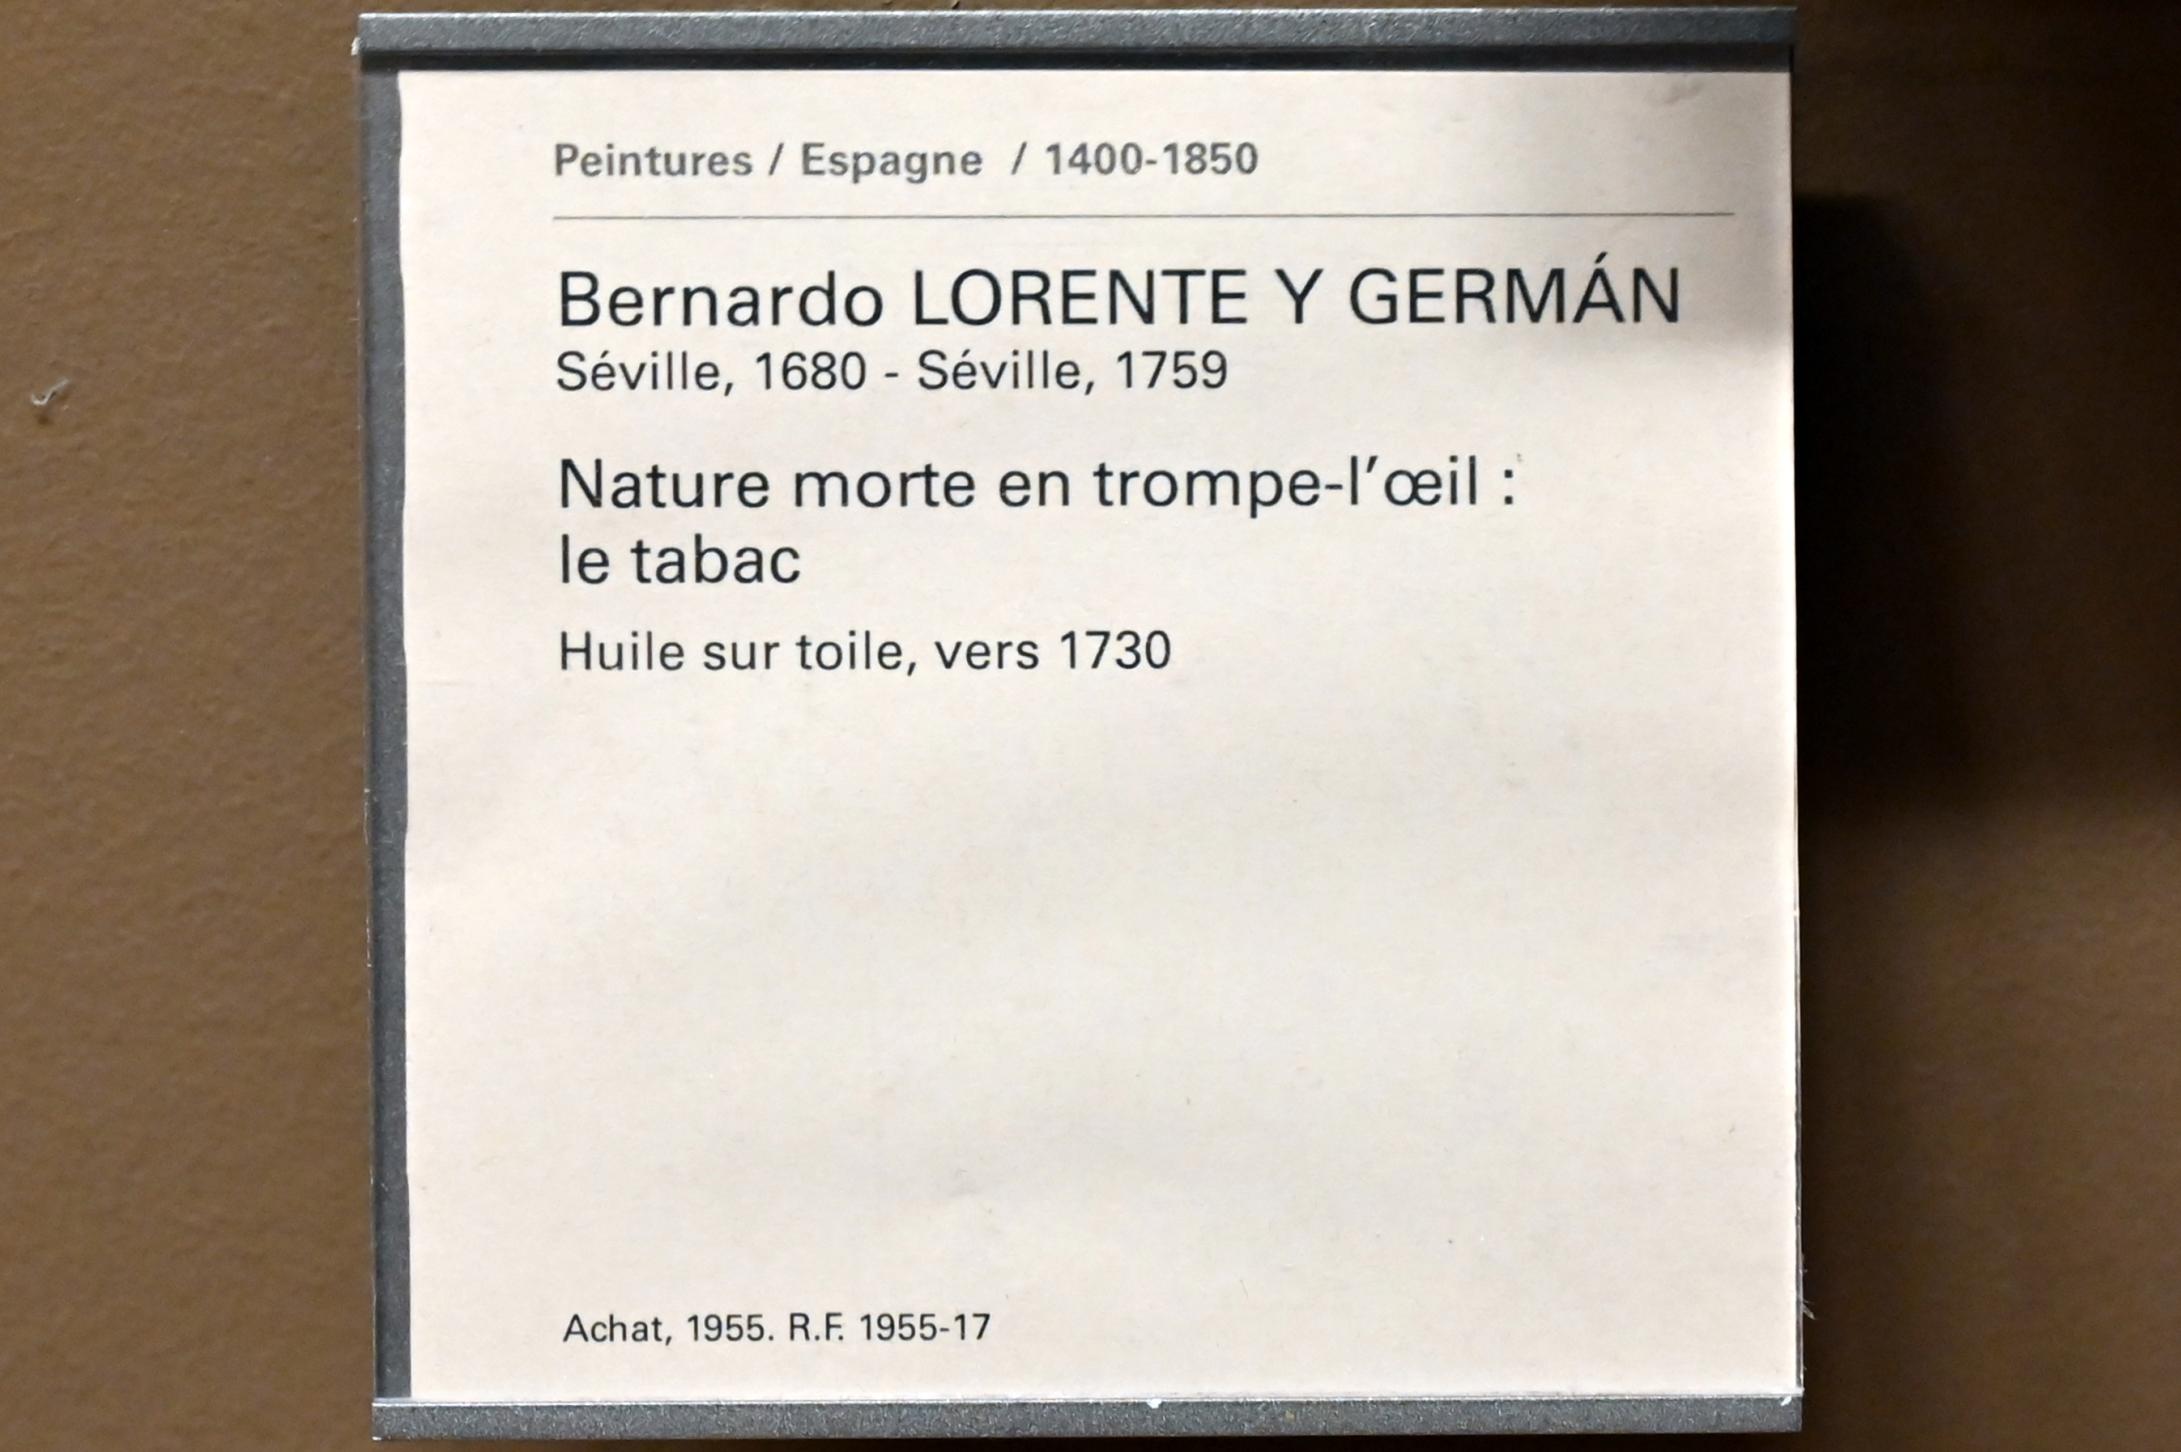 Peintures / Espagne / 1400-1850
Bernardo LORENTE Y GERMÁN
Séville, 1680 - Séville, 1759
Nature morte en trompe-l’œil :
le tabac
Huile sur toile, vers 1730
Achat, 1955. R.F. 1955-17